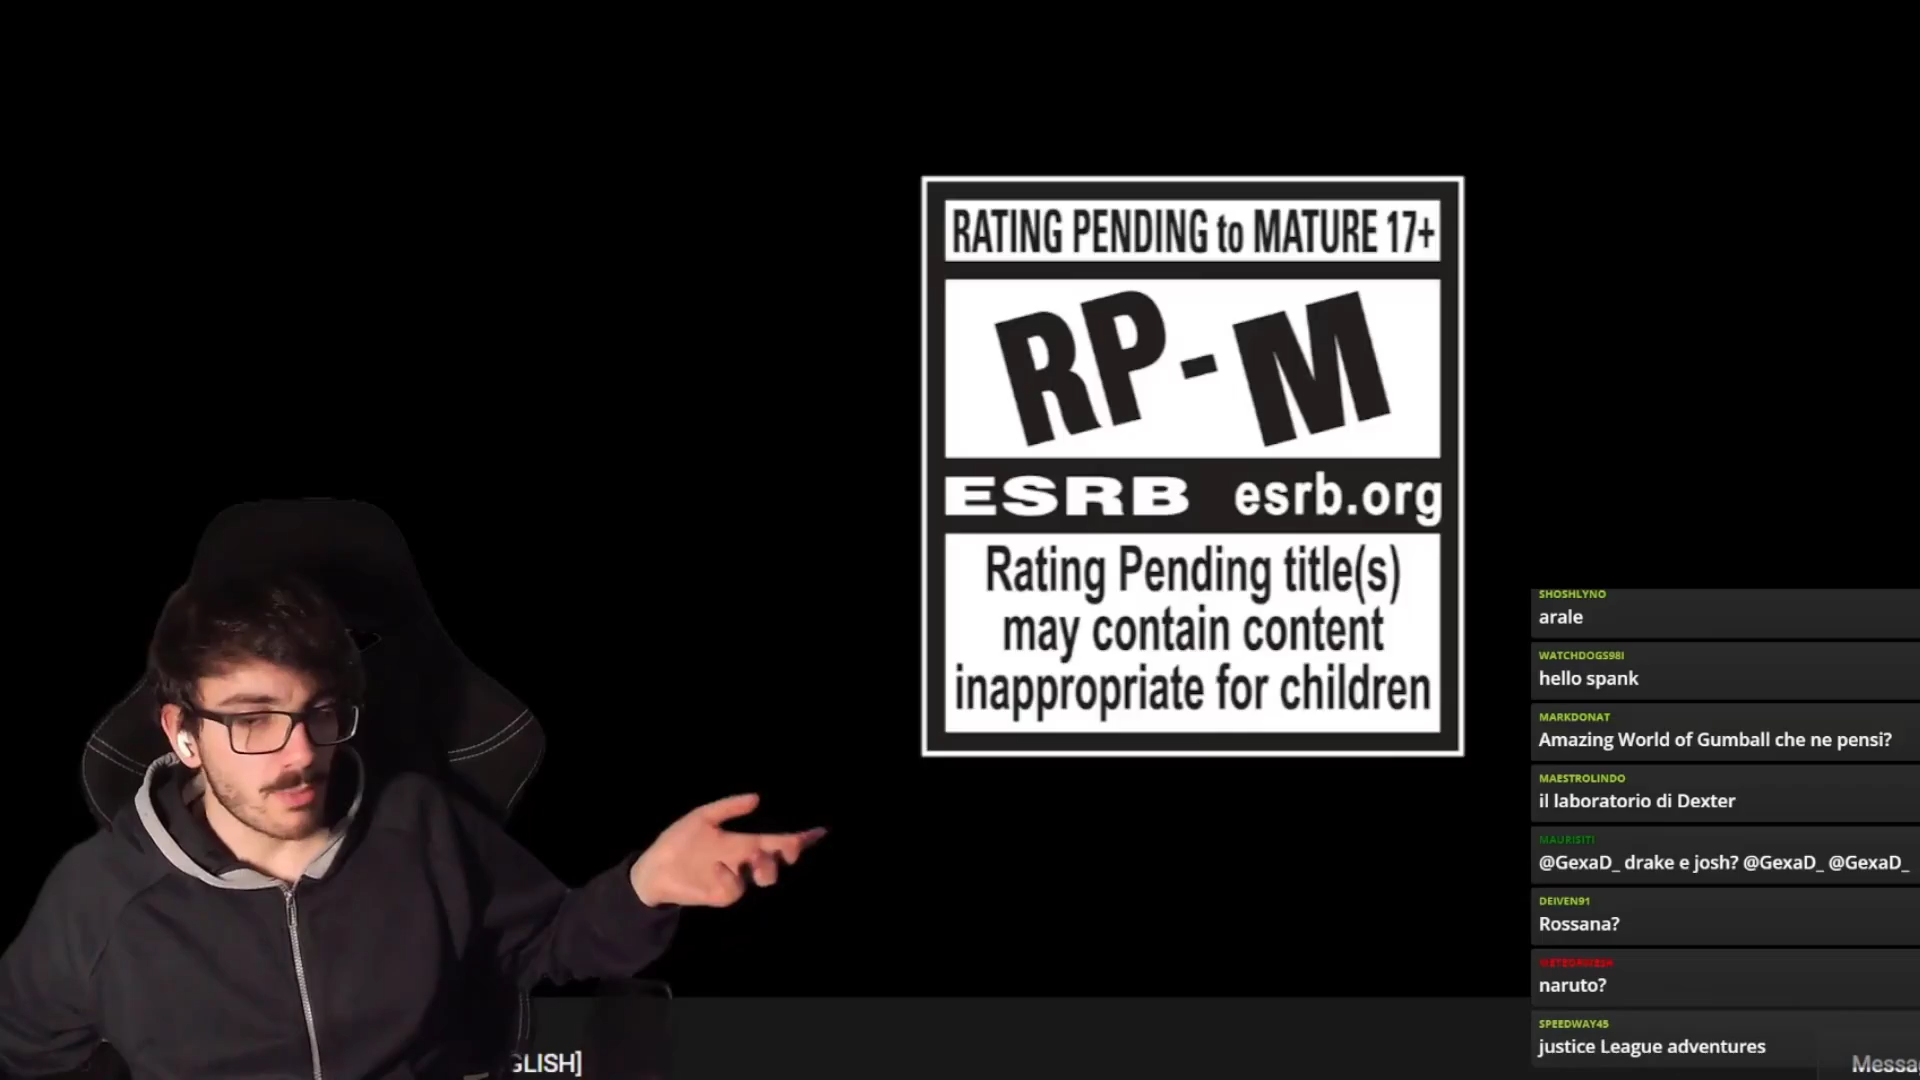 RATING PENDING to MATURE 17+
RP-M
ESRB esrb.org
Rating Pending title(s)
may contain content
inappropriate for children
SHOSHLYNO
arale
WATCHDOGS98I
hello spank
MARKDONAT
Amazing World of Gumball che ne pensi?
MAESTROLINDO
il laboratorio di Dexter
MAURISITI
@GexaD_ drake e josh? @GexaD_ @GexaD_
DEIVEN91
Rossana?
naruto?
SPEEDWAY45
justice League adventures
GLISH]
Messa